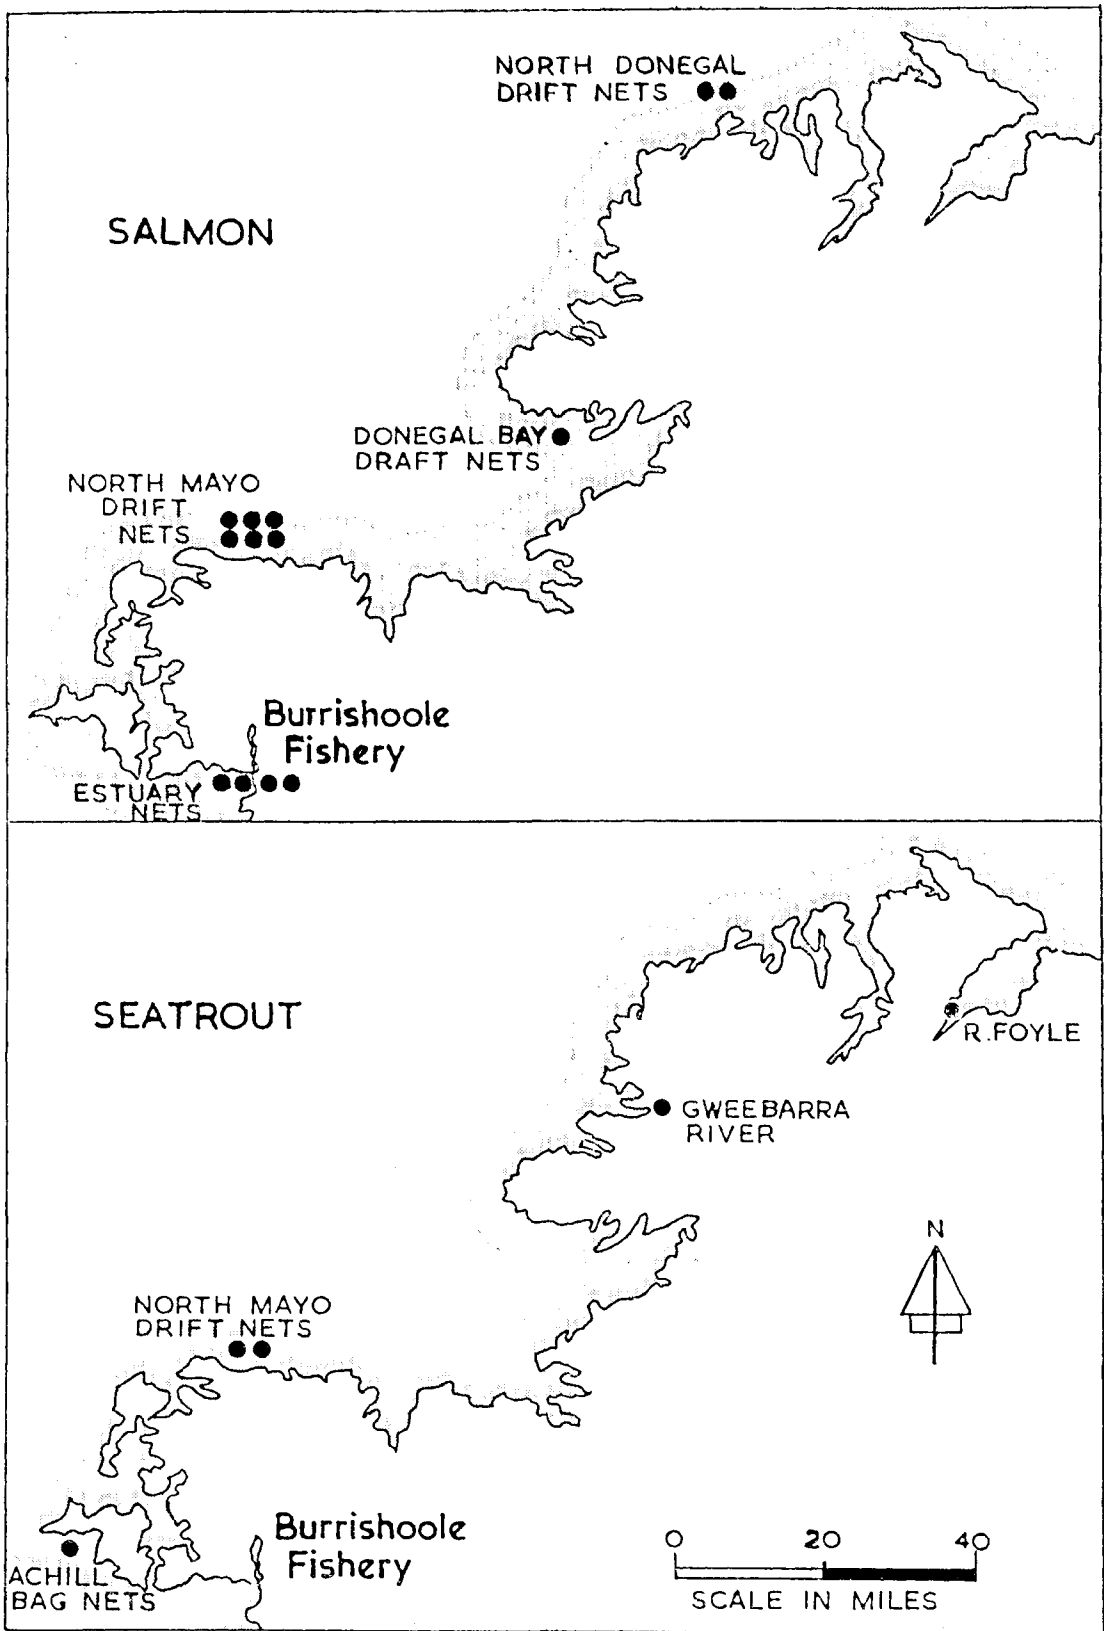 NORTH DONEGAL
DRIFT NETS
SALMON
DONEGAL BAY
DRAFT NETS
NORTH MAYO
DRIFT
NETS
Burrishoole
Fishery
ESTUARY
NETS
SEATROUT
R. FOYLE
GWEEBARRA
RIVER
N
NORTH MAYO
DRIFT NETS
Burrishoole
Fishery
0 20 40
SCALE IN MILES
ACHILL
BAG NETS